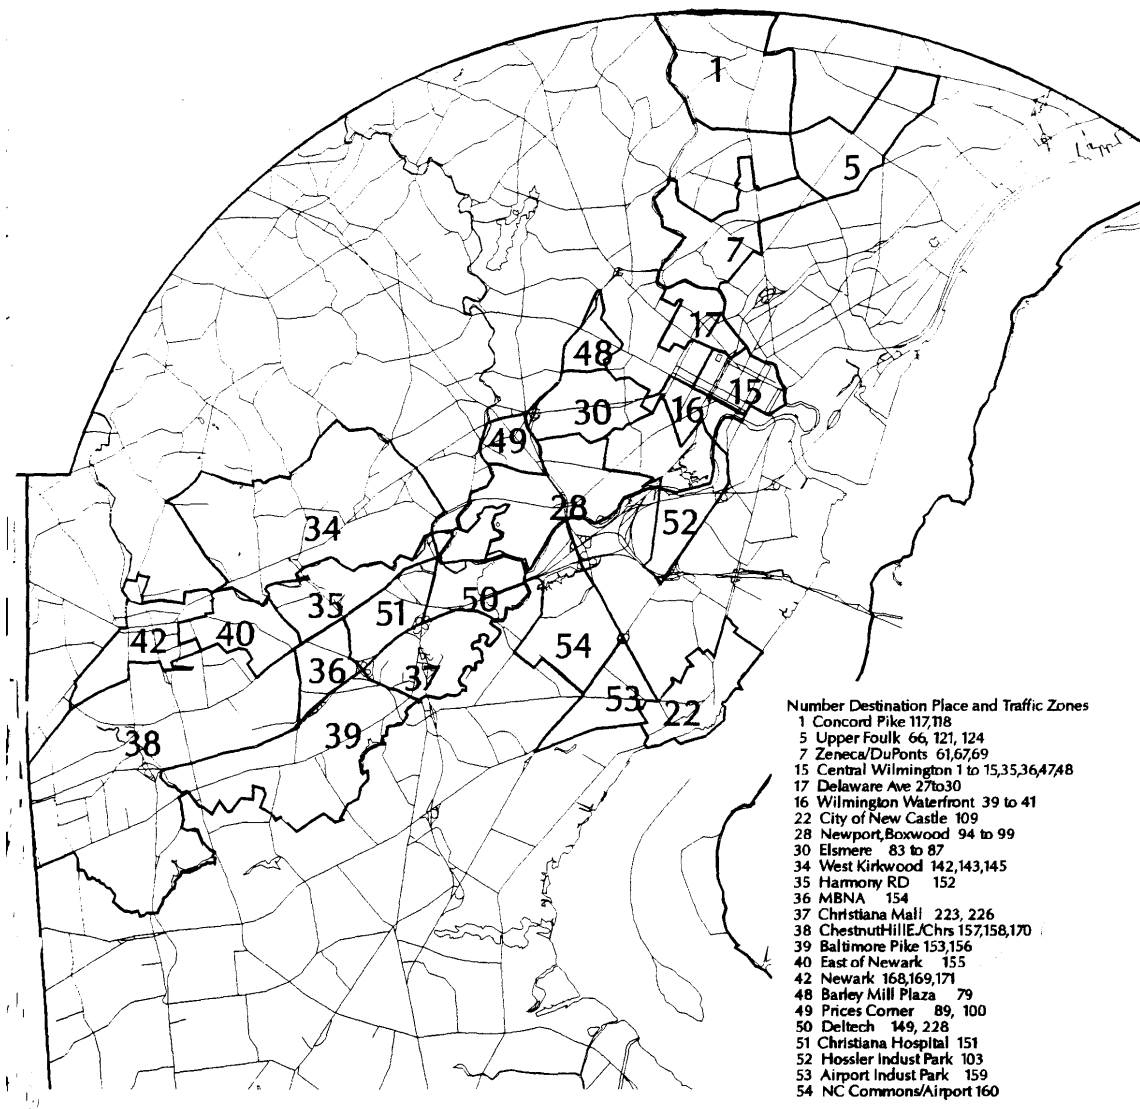 1
5
7
17
48
15
30
16
49
28
34
52
50
35
51
42
40
54
36
37
53
22
39
38
Number Destination Place and Traffic Zones
1 Concord Pike 117,118
5 Upper Foulk 66, 121, 124
7 Zeneca/DuPonts 61,67,69
15 Central Wilmington 1 to 15,35,36,47,48
17 Delaware Ave 27to30
16 Wilmington Waterfront 39 to 41
22 City of New Castle 109
28 Newport,Boxwood 94 to 99
30 Elsmere 83 to 87
34 West Kirkwood 142,143,145
35 Harmony RD 152
36 MBNA 154
37 Christiana Mall 223, 226
38 ChestnutHillE./Chrs 157,158,170
39 Baltimore Pike 153,156
40 East of Newark 155
42 Newark 168,169,171
48 Barley Mill Plaza 79
49 Prices Corner 89, 100
50 Deltech 149, 228
51 Christiana Hospital 151
52 Hossler Indust Park 103
53 Airport Indust Park 159
54 NC Commons/Airport 160